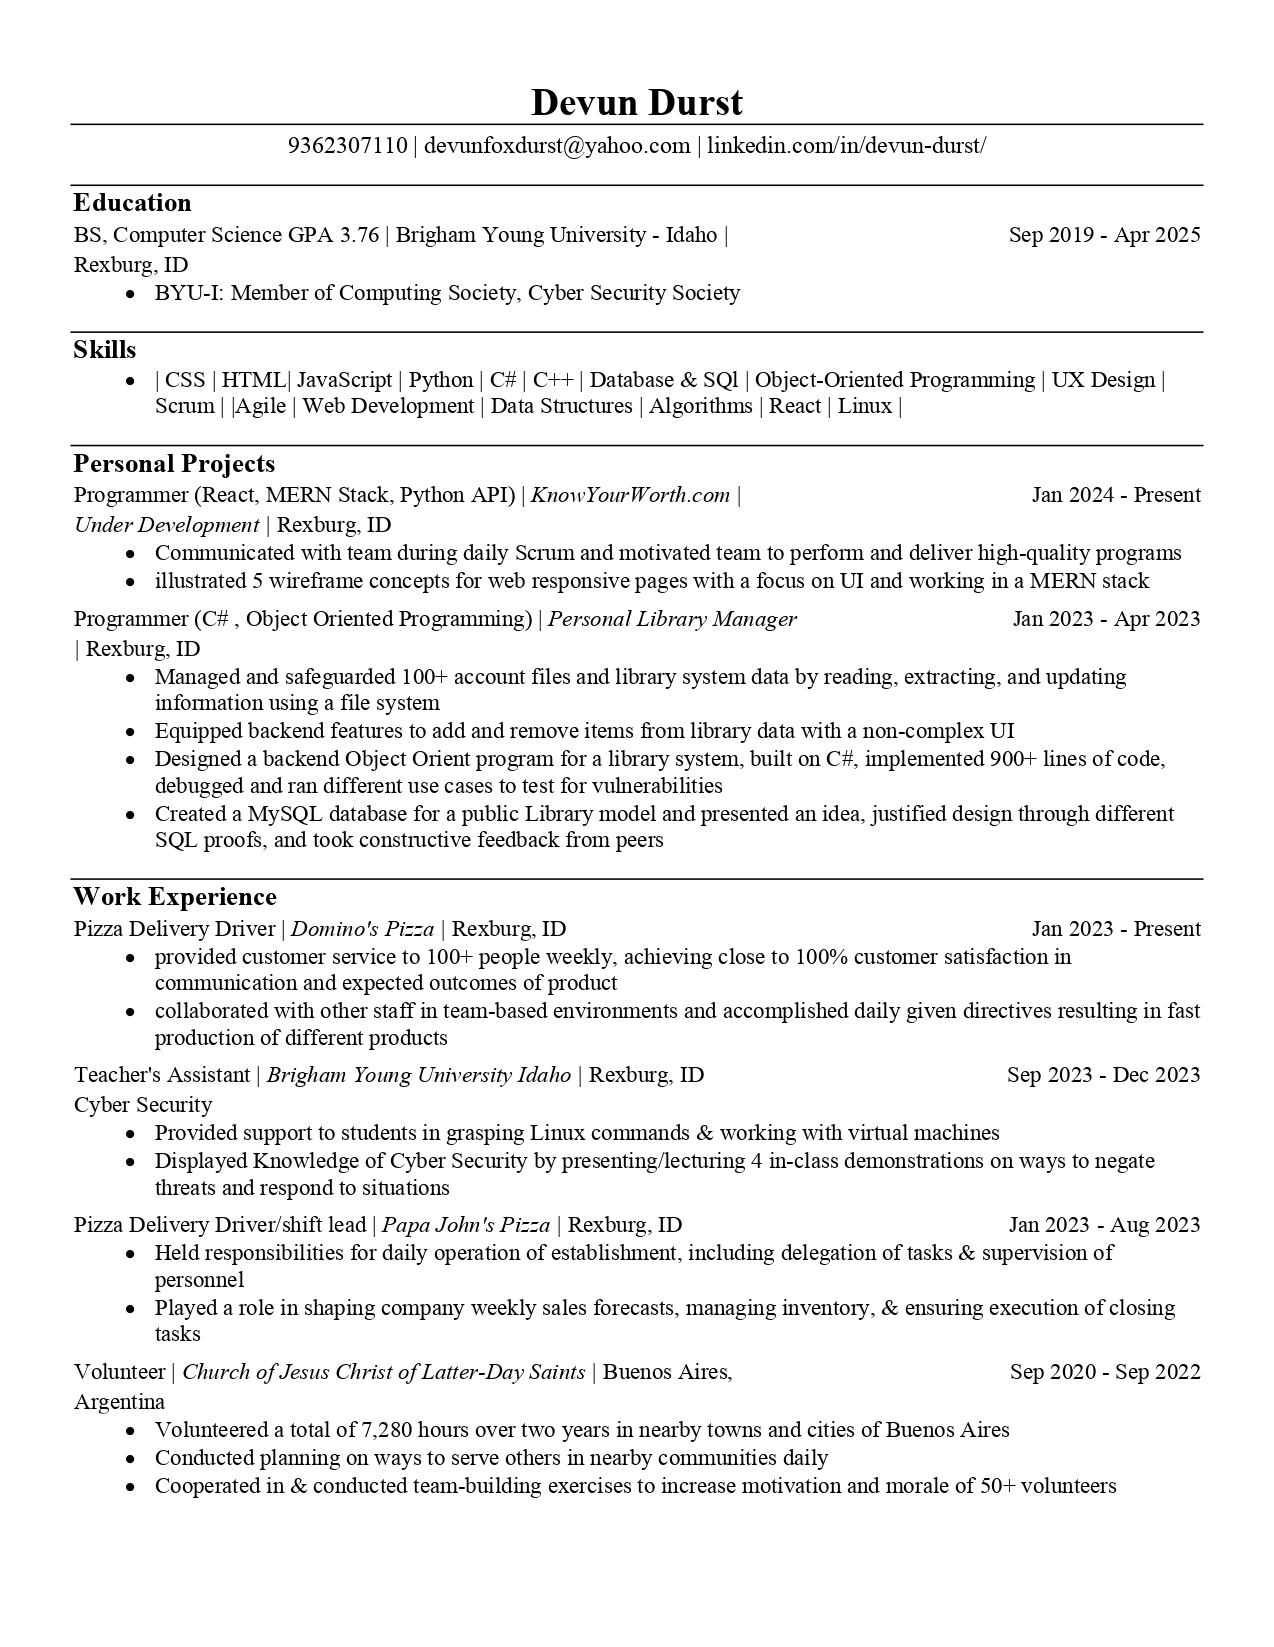 Devun Durst
9362307110 | devunfoxdurst@yahoo.com | linkedin.com/in/devun-durst/
Education
BS, Computer Science GPA 3.76 | Brigham Young University - Idaho | Sep 2019 - Apr 2025
Rexburg, ID
• BYU-I: Member of Computing Society, Cyber Security Society
Skills
• | CSS | HTML| JavaScript | Python | C# | C++ | Database & SQl | Object-Oriented Programming | UX Design |
Scrum | |Agile | Web Development | Data Structures | Algorithms | React | Linux |
Personal Projects
Programmer (React, MERN Stack, Python API) | KnowYourWorth.com | Jan 2024 - Present
Under Development | Rexburg, ID
• Communicated with team during daily Scrum and motivated team to perform and deliver high-quality programs
• illustrated 5 wireframe concepts for web responsive pages with a focus on UI and working in a MERN stack
Programmer (C# , Object Oriented Programming) | Personal Library Manager Jan 2023 - Apr 2023
| Rexburg, ID
• Managed and safeguarded 100+ account files and library system data by reading, extracting, and updating
information using a file system
• Equipped backend features to add and remove items from library data with a non-complex UI
• Designed a backend Object Orient program for a library system, built on C#, implemented 900+ lines of code,
debugged and ran different use cases to test for vulnerabilities
• Created a MySQL database for a public Library model and presented an idea, justified design through different
SQL proofs, and took constructive feedback from peers
Work Experience
Pizza Delivery Driver | Domino's Pizza | Rexburg, ID Jan 2023 - Present
• provided customer service to 100+ people weekly, achieving close to 100% customer satisfaction in
communication and expected outcomes of product
• collaborated with other staff in team-based environments and accomplished daily given directives resulting in fast
production of different products
Teacher's Assistant | Brigham Young University Idaho | Rexburg, ID Sep 2023 - Dec 2023
Cyber Security
• Provided support to students in grasping Linux commands & working with virtual machines
• Displayed Knowledge of Cyber Security by presenting/lecturing 4 in-class demonstrations on ways to negate
threats and respond to situations
Pizza Delivery Driver/shift lead | Papa John's Pizza | Rexburg, ID Jan 2023 - Aug 2023
• Held responsibilities for daily operation of establishment, including delegation of tasks & supervision of
personnel
• Played a role in shaping company weekly sales forecasts, managing inventory, & ensuring execution of closing
tasks
Volunteer | Church of Jesus Christ of Latter-Day Saints | Buenos Aires, Sep 2020 - Sep 2022
Argentina
• Volunteered a total of 7,280 hours over two years in nearby towns and cities of Buenos Aires
• Conducted planning on ways to serve others in nearby communities daily
• Cooperated in & conducted team-building exercises to increase motivation and morale of 50+ volunteers